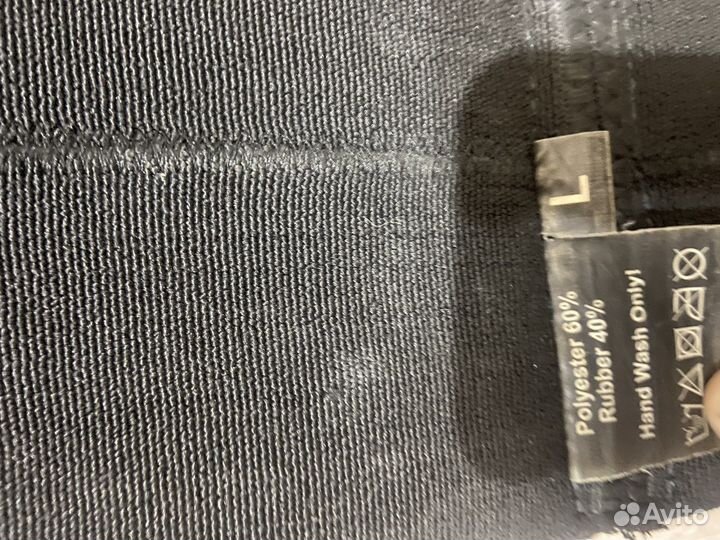 L
Polyester 60%
Rubber 40%
Hand Wash Only!
Avito